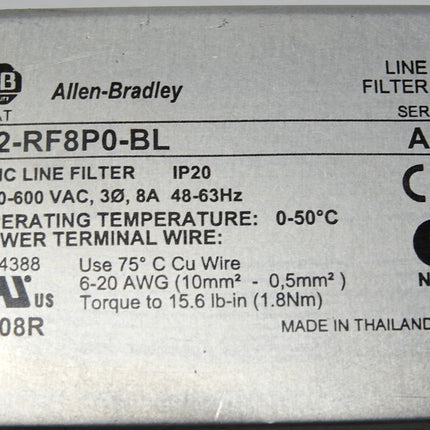 B
Allen-Bradley
LINE
FILTER
AT
SER
2-RF8P0-BL
A
IC LINE FILTER IP20
0-600 VAC, 3Ø, 8A 48-63Hz
ERATING TEMPERATURE: 0-50°C
WER TERMINAL WIRE:
4388
Use 75° C Cu Wire
6-20 AWG (10mm² - 0,5mm²)
US
Torque to 15.6 lb-in (1.8Nm)
08R
N
MADE IN THAILAND